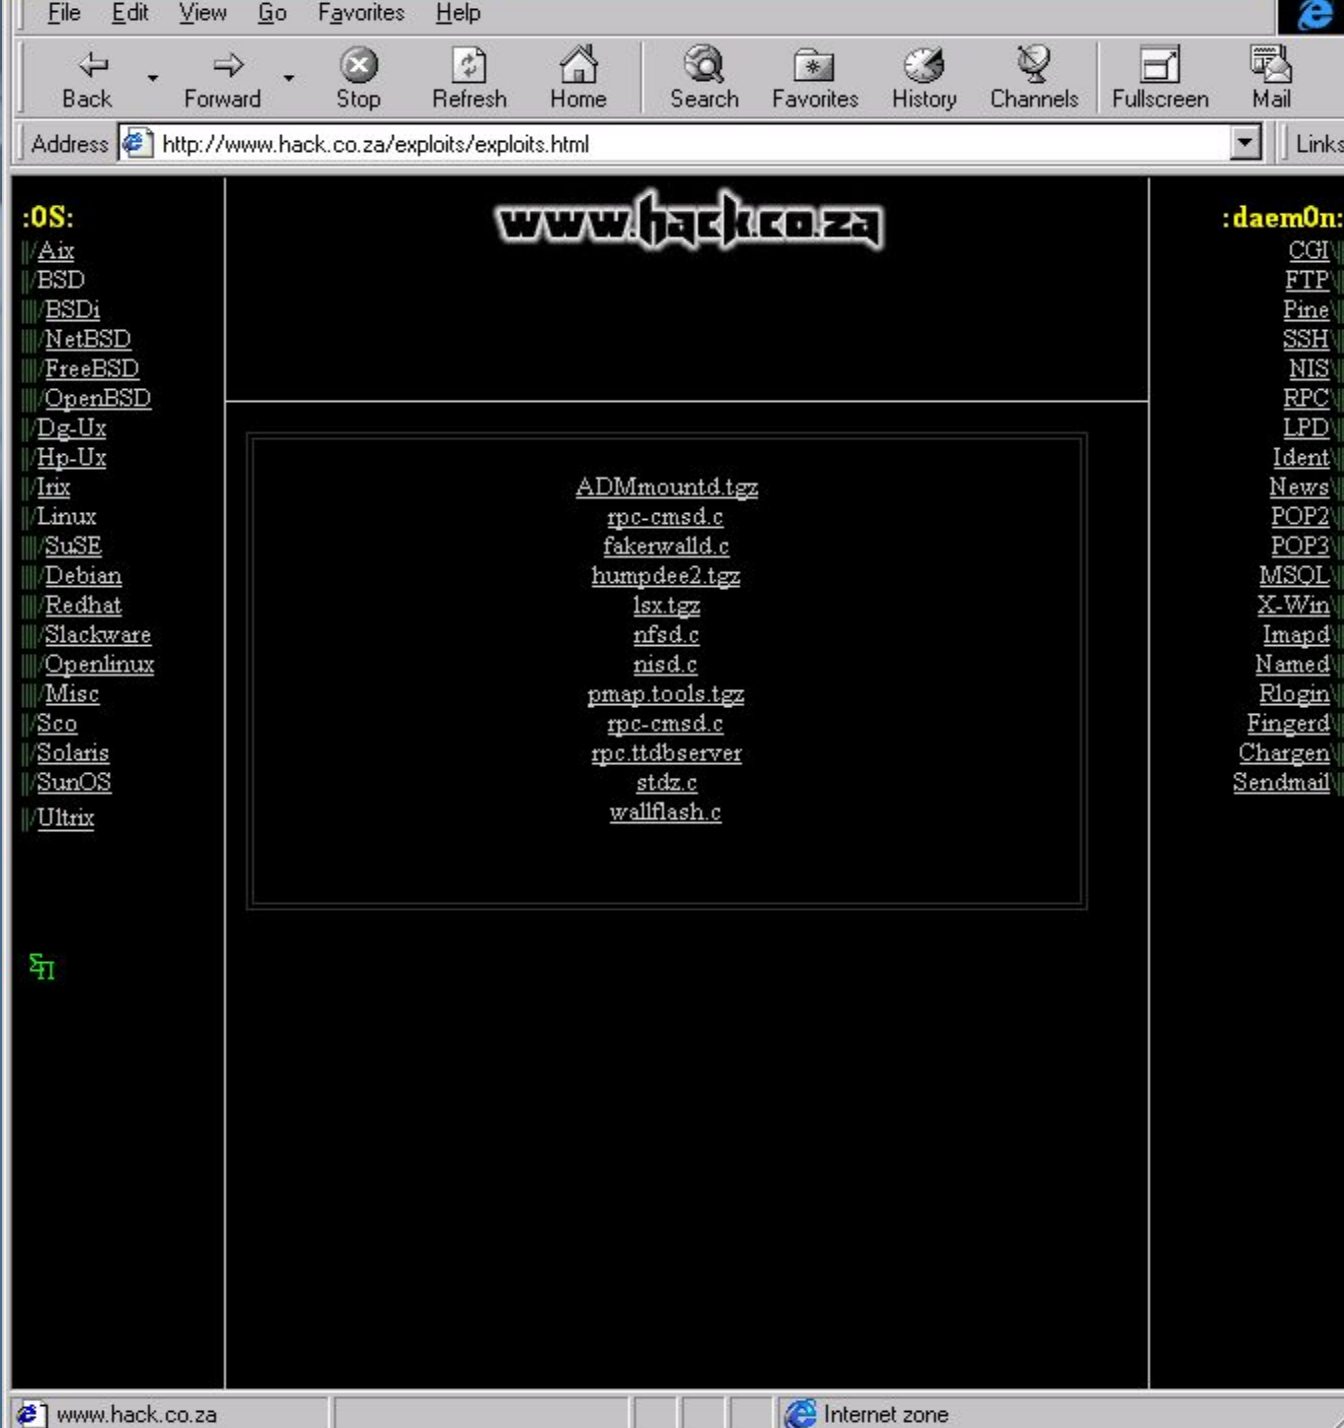 File Edit View Go Favorites Help
Back Forward Stop Refresh Home Search Favorites History Channels Fullscreen Mail
Address http://www.hack.co.za/exploits/exploits.html Links
www.hack.co.za
:0S:
||/Aix
||/BSD
||||/BSDi
||||/NetBSD
||||/FreeBSD
||||/OpenBSD
||/Dg-Ux
||/Hp-Ux
||/Irix
||/Linux
||||/SuSE
||||/Debian
||||/Redhat
||||/Slackware
||||/Openlinux
||||/Misc
||/Sco
||/Solaris
||/SunOS
||/Ultrix
ADMmountd.tgz
rpc-cmsd.c
fakerwalld.c
humpdee2.tgz
lsx.tgz
nfsd.c
nisd.c
pmap.tools.tgz
rpc-cmsd.c
rpc.ttdbserver
stdz.c
wallflash.c
:daem0n:
CGI\||
FTP\||
Pine\||
SSH\||
NIS\||
RPC\||
LPD\||
Ident\||
News\||
POP2\||
POP3\||
MSQL\||
X-Win\||
Imapd\||
Named\||
Rlogin\||
Fingerd\||
Chargen\||
Sendmail\||
www.hack.co.za Internet zone